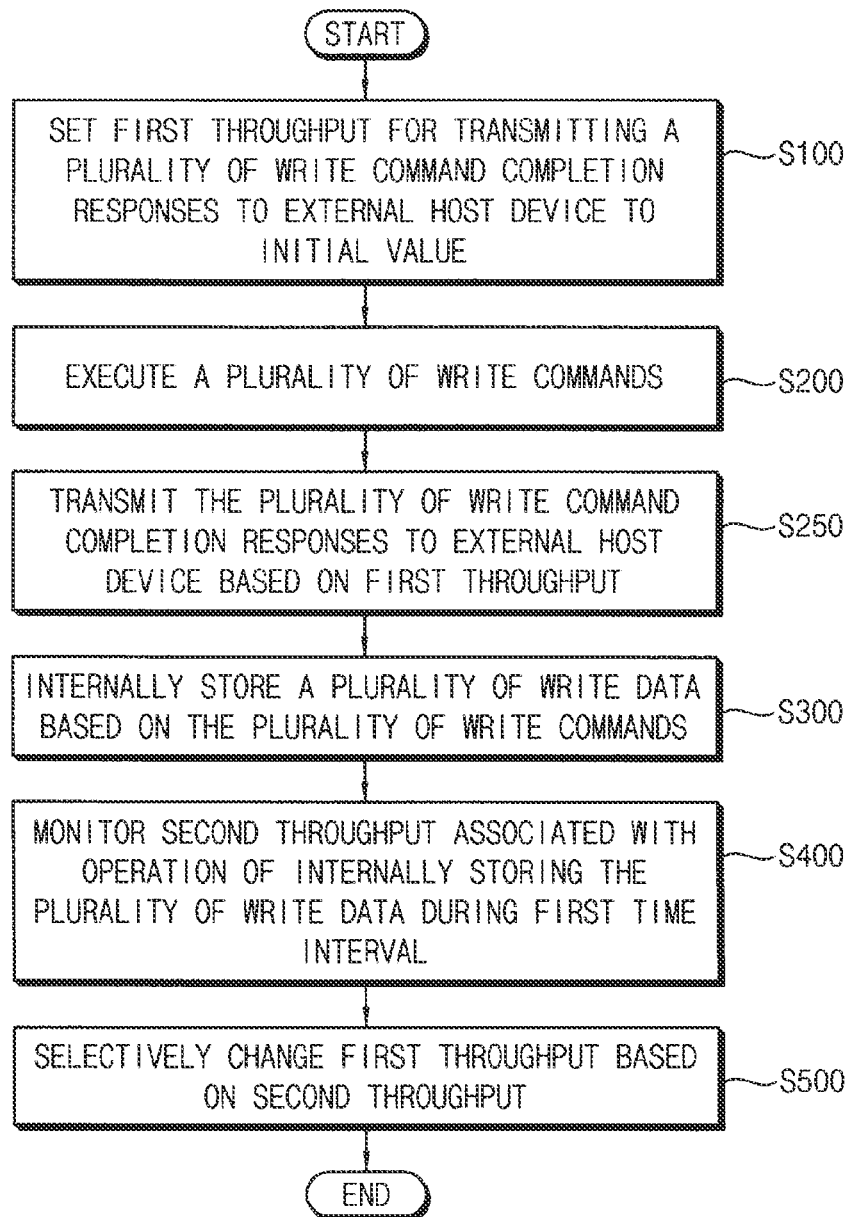 START
SET FIRST THROUGHPUT FOR TRANSMITTING A
PLURALITY OF WRITE COMMAND COMPLETION
RESPONSES TO EXTERNAL HOST DEVICE TO
INITIAL VALUE
S100
EXECUTE A PLURALITY OF WRITE COMMANDS
S200
TRANSMIT THE PLURALITY OF WRITE COMMAND
COMPLETION RESPONSES TO EXTERNAL HOST
DEVICE BASED ON FIRST THROUGHPUT
S250
INTERNALLY STORE A PLURALITY OF WRITE DATA
BASED ON THE PLURALITY OF WRITE COMMANDS
S300
MONITOR SECOND THROUGHPUT ASSOCIATED WITH
OPERATION OF INTERNALLY STORING THE
PLURALITY OF WRITE DATA DURING FIRST TIME
INTERVAL
S400
SELECTIVELY CHANGE FIRST THROUGHPUT BASED
ON SECOND THROUGHPUT
S500
END